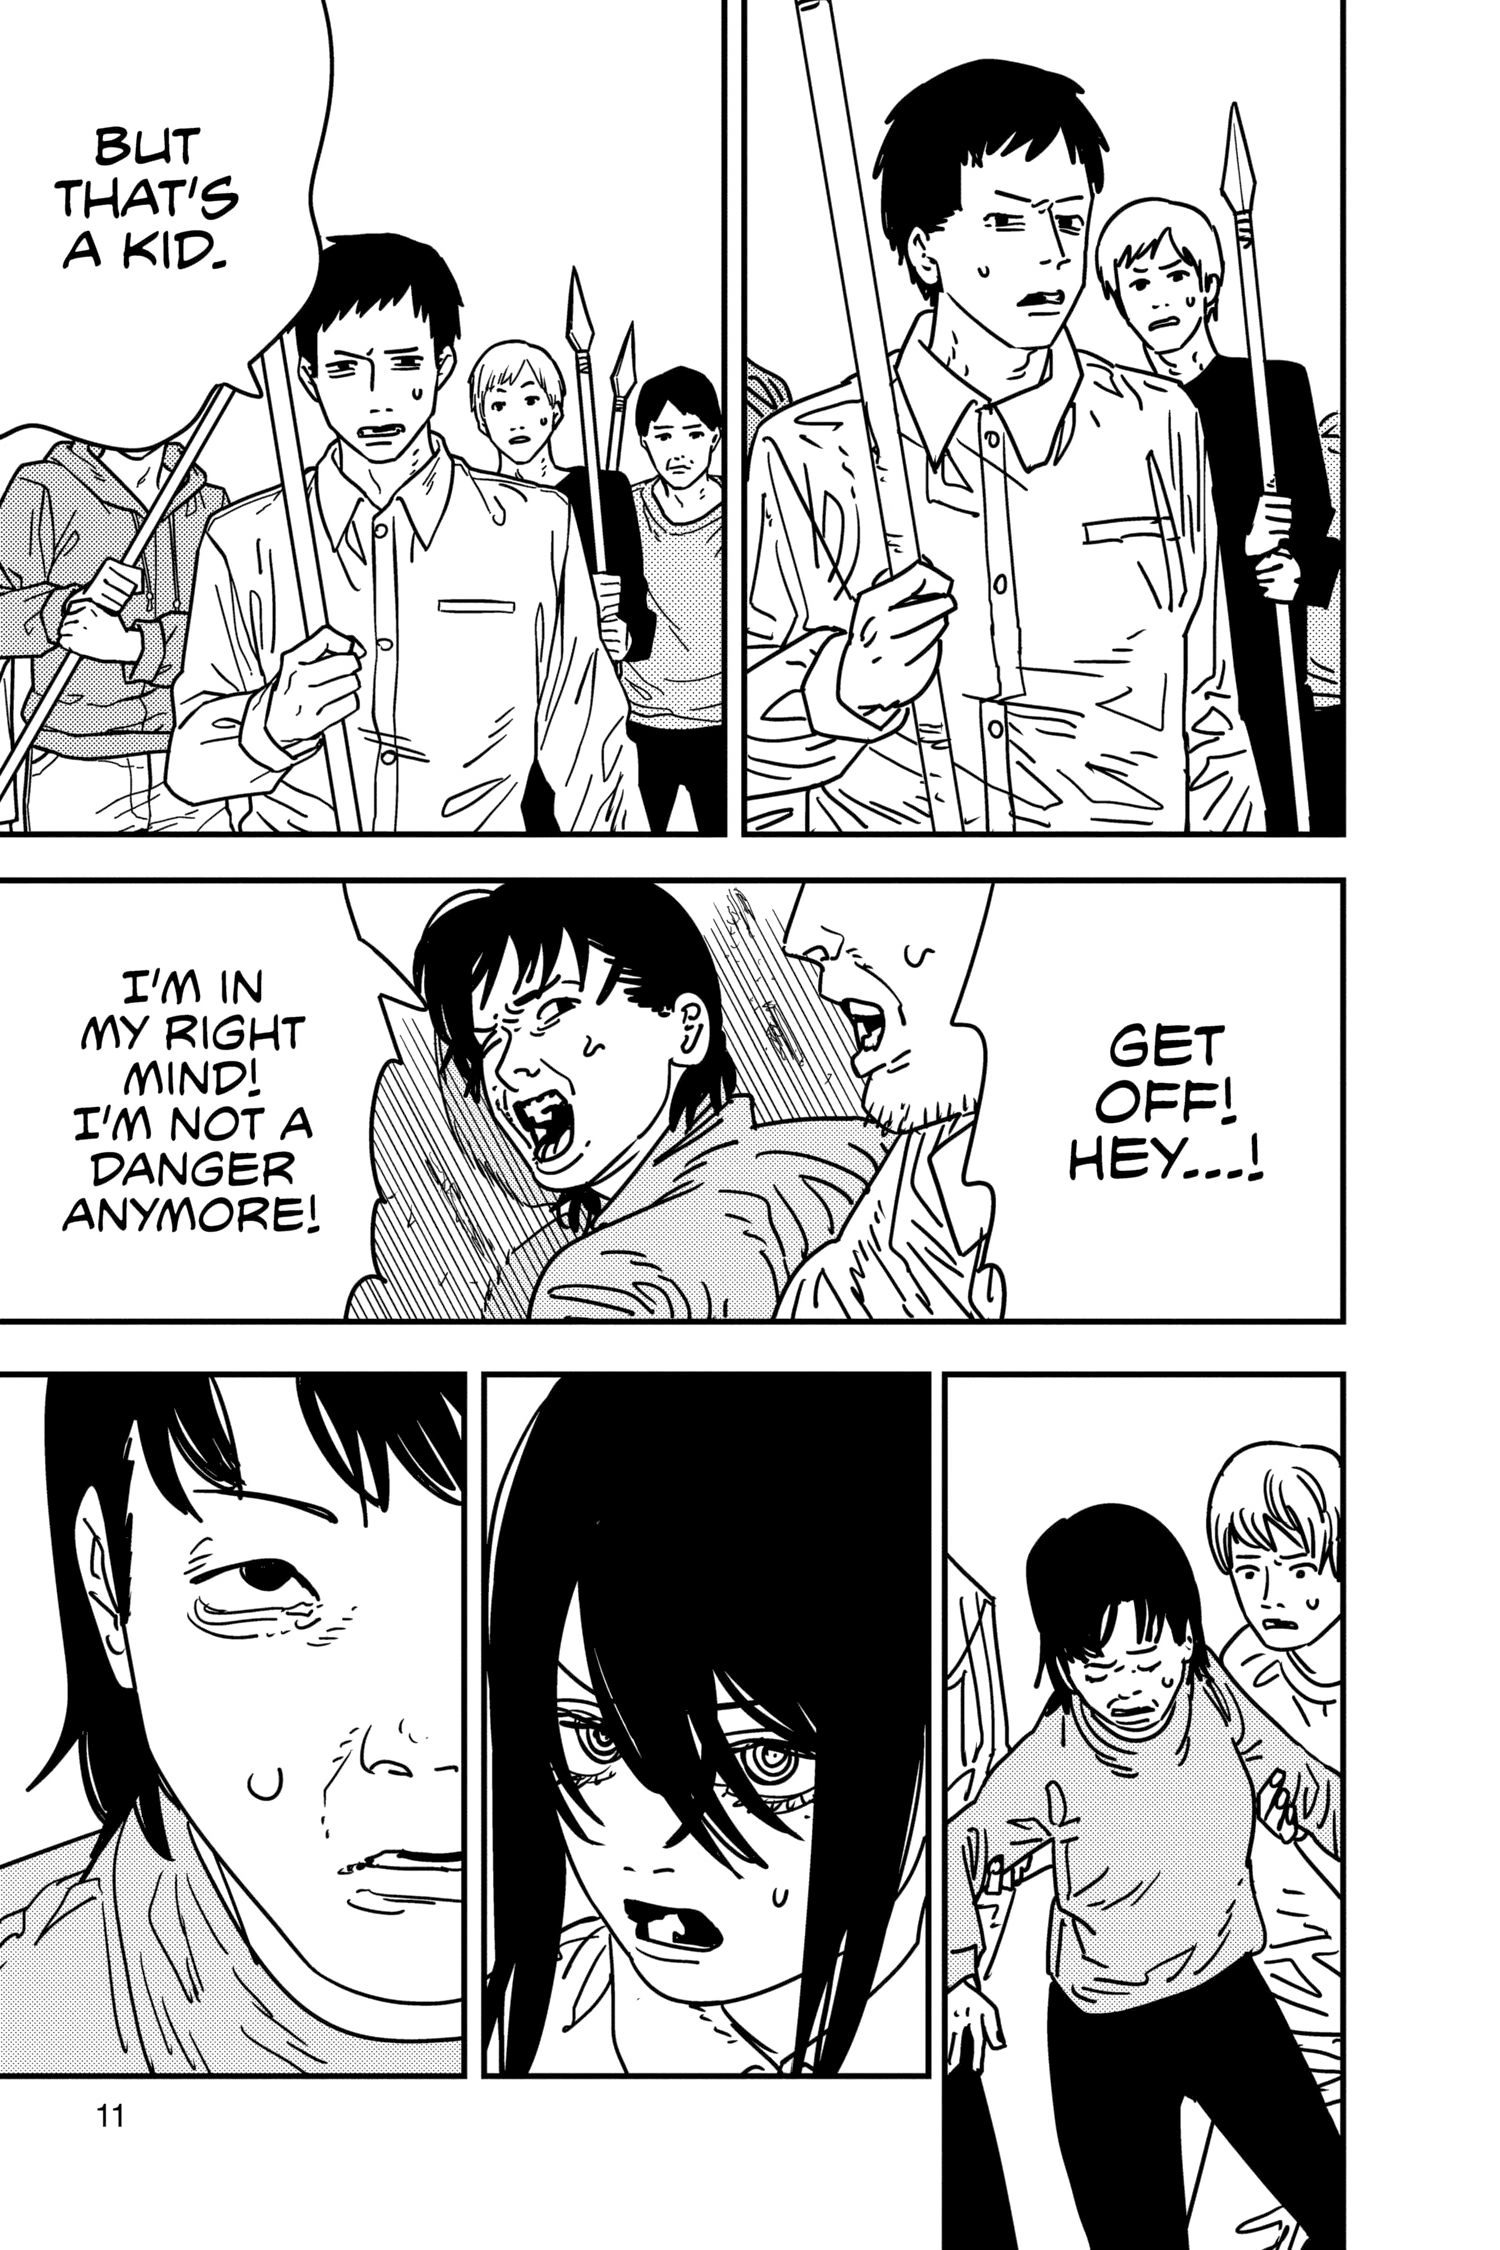 BUT
THAT'S
A KID.
GET
OFF!
HEY...!
I'M IN
MY RIGHT
MIND!
I'M NOT A
DANGER
ANYMORE!
11